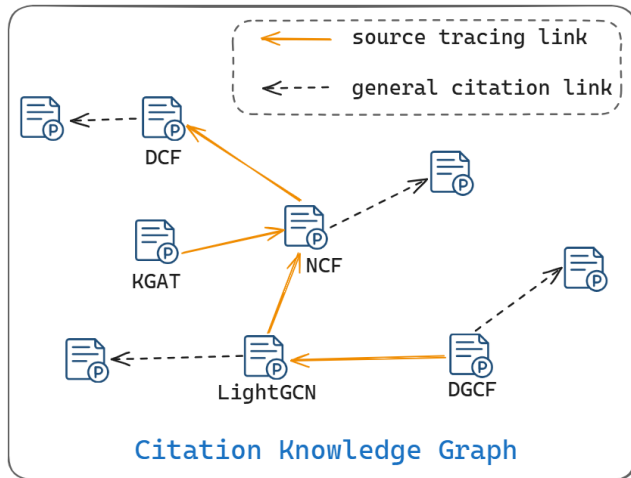 source tracing link
general citation link
P
P
DCF
P
P
KGAT
P
NCF
P
P
LightGCN
P
P
DGCF
Citation Knowledge Graph